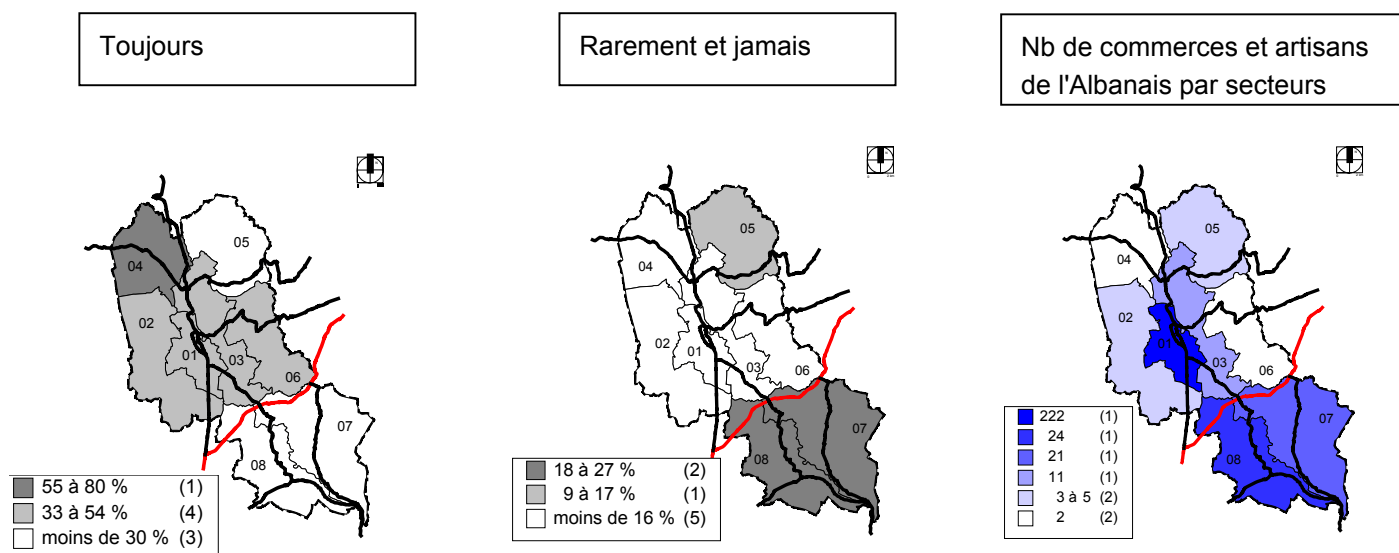 Toujours
Rarement et jamais
Nb de commerces et artisans
de l'Albanais par secteurs
05
04
02
01
03
06
07
08
55 à 80 % (1)
33 à 54 % (4)
moins de 30 % (3)
05
04
02
01
03
06
07
08
18 à 27 % (2)
9 à 17 % (1)
moins de 16 % (5)
05
04
02
01
03
06
07
08
222 (1)
24 (1)
21 (1)
11 (1)
3 à 5 (2)
2 (2)